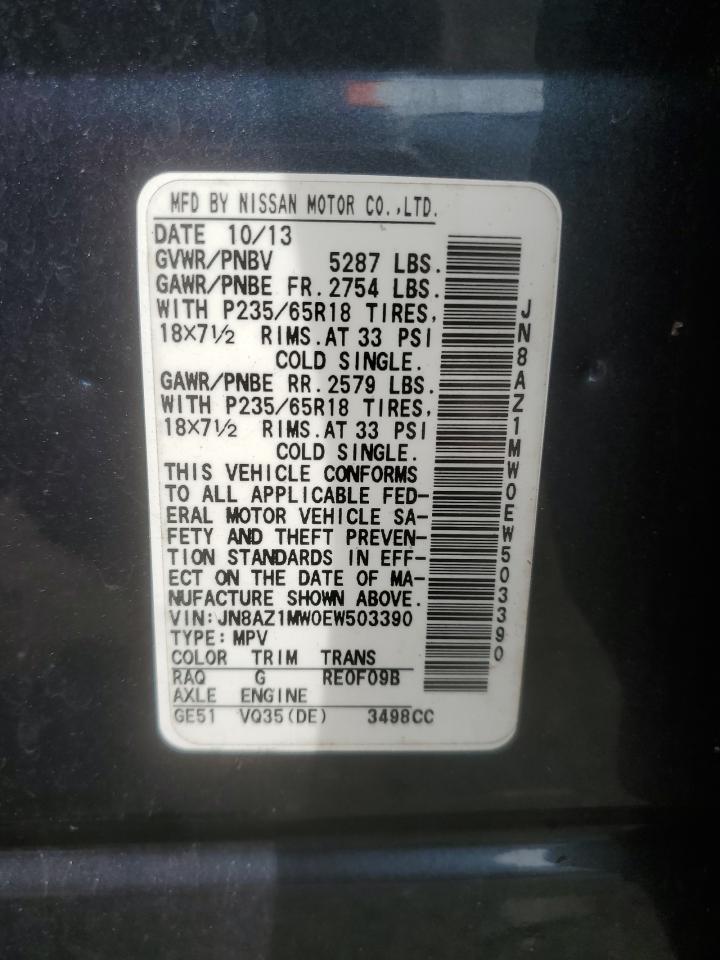 MFD BY NISSAN MOTOR CO.,LTD.
DATE 10/13
GVWR/PNBV 5287 LBS.
GAWR/PNBE FR. 2754 LBS.
WITH P235/65R18 TIRES,
18×7½ RIMS.AT 33 PSI
COLD SINGLE.
GAWR/PNBE RR. 2579 LBS.
WITH P235/65R18 TIRES,
18×7½ RIMS.AT 33 PSI
COLD SINGLE.
THIS VEHICLE CONFORMS
TO ALL APPLICABLE FED-
ERAL MOTOR VEHICLE SA-
FETY AND THEFT PREVEN-
TION STANDARDS IN EFF-
ECT ON THE DATE OF MA-
NUFACTURE SHOWN ABOVE.
VIN:JN8AZ1MW0EW503390
TYPE:MPV
COLOR TRIM TRANS
RAQ G RE0F09B
AXLE ENGINE
GE51 VQ35(DE) 3498CC
JN8AZ1MW0EW503390